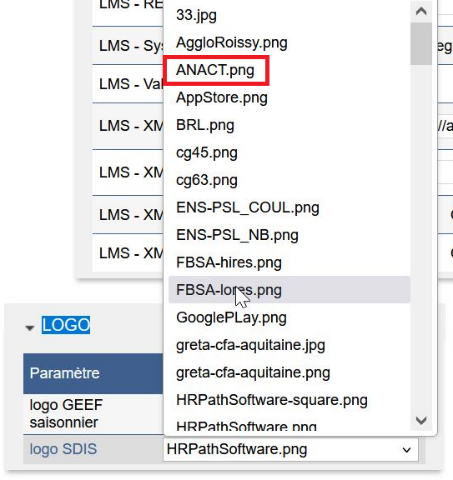 LMS - RE
33.jpg
LMS - Sys
AggloRoissy.png
ANACT.png
LMS - Val
AppStore.png
LMS - XM
BRL.png
//a
cg45.png
LMS - XM
cg63.png
LMS - XM
ENS-PSL_COUL.png
ENS-PSL_NB.png
LMS - XM
FBSA-hires.png
FBSA-lores.png
GooglePLay.png
greta-cfa-aquitaine.jpg
greta-cfa-aquitaine.png
HRPathSoftware-square.png
HRPathSoftware.png
LOGO
Paramètre
logo GEEF
saisonnier
logo SDIS
HRPathSoftware.png